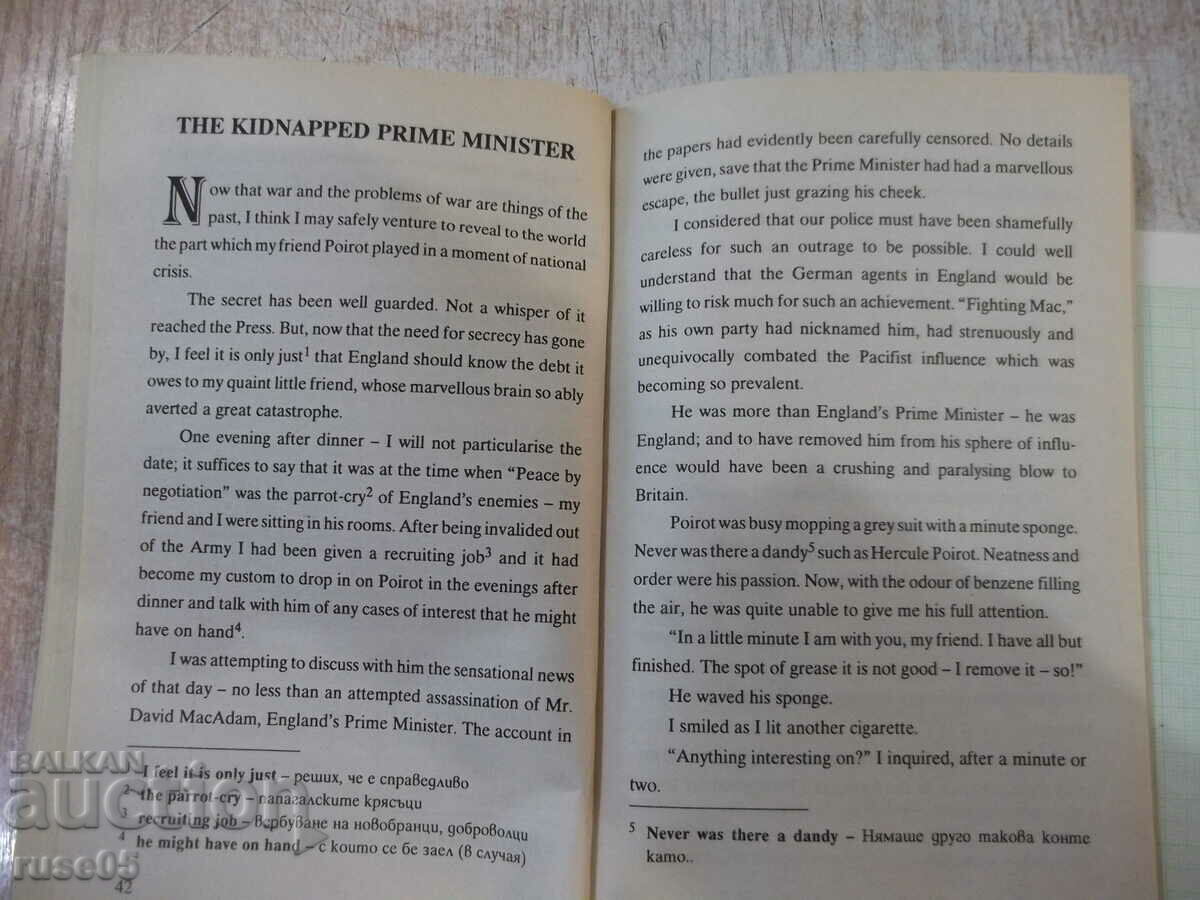 THE KIDNAPPED PRIME MINISTER
Now that war and the problems of war are things of the
past, I think I may safely venture to reveal to the world
the part which my friend Poirot played in a moment of national
crisis.
The secret has been well guarded. Not a whisper of it
reached the Press. But, now that the need for secrecy has gone
by, I feel it is only just1 that England should know the debt it
owes to my quaint little friend, whose marvellous brain so ably
averted a great catastrophe.
One evening after dinner – I will not particularise the
date; it suffices to say that it was at the time when “Peace by
negotiation” was the parrot-cry2 of England’s enemies – my
friend and I were sitting in his rooms. After being invalided out
of the Army I had been given a recruiting job3 and it had
become my custom to drop in on Poirot in the evenings after
dinner and talk with him of any cases of interest that he might
have on hand4.
I was attempting to discuss with him the sensational news
of that day – no less than an attempted assassination of Mr.
David MacAdam, England’s Prime Minister. The account in
1 I feel it is only just – реших, че е справедливо
2 the parrot-cry – папагалските крясъци
3 recruiting job – вербуване на новобранци, доброволци
4 he might have on hand – с които се бе заел (в случая)
42
the papers had evidently been carefully censored. No details
were given, save that the Prime Minister had had a marvellous
escape, the bullet just grazing his cheek.
I considered that our police must have been shamefully
careless for such an outrage to be possible. I could well
understand that the German agents in England would be
willing to risk much for such an achievement. “Fighting Mac,”
as his own party had nicknamed him, had strenuously and
unequivocally combated the Pacifist influence which was
becoming so prevalent.
He was more than England’s Prime Minister – he was
England; and to have removed him from his sphere of influ-
ence would have been a crushing and paralysing blow to
Britain.
Poirot was busy mopping a grey suit with a minute sponge.
Never was there a dandy5 such as Hercule Poirot. Neatness and
order were his passion. Now, with the odour of benzene filling
the air, he was quite unable to give me his full attention.
“In a little minute I am with you, my friend. I have all but
finished. The spot of grease it is not good – I remove it – so!”
He waved his sponge.
I smiled as I lit another cigarette.
“Anything interesting on?” I inquired, after a minute or
two.
5 Never was there a dandy – Нямаше друго такова конте
като..
BALKAN
auction
ruse05